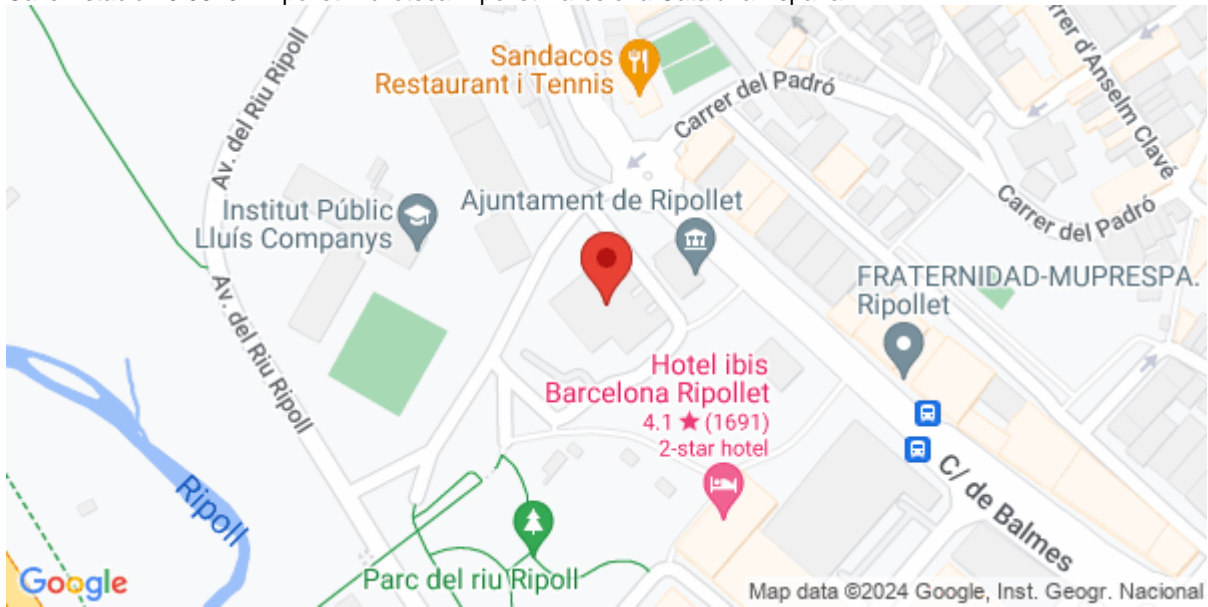 Sandacos
Restaurant i Tennis
Carrer del Padró
Carrer d'Anselm Clavé
Av. del Riu Ripoll
Institut Públic
Lluís Companys
Ajuntament de Ripollet
Carrer del Padró
FRATERNIDAD-MUPRESPA.
Ripollet
Av. del Riu Ripoll
Hotel ibis
Barcelona Ripollet
4.1 ★ (1691)
2-star hotel
C/ de Balmes
Ripoll
Parc del riu Ripoll
Google
Map data ©2024 Google, Inst. Geogr. Nacional